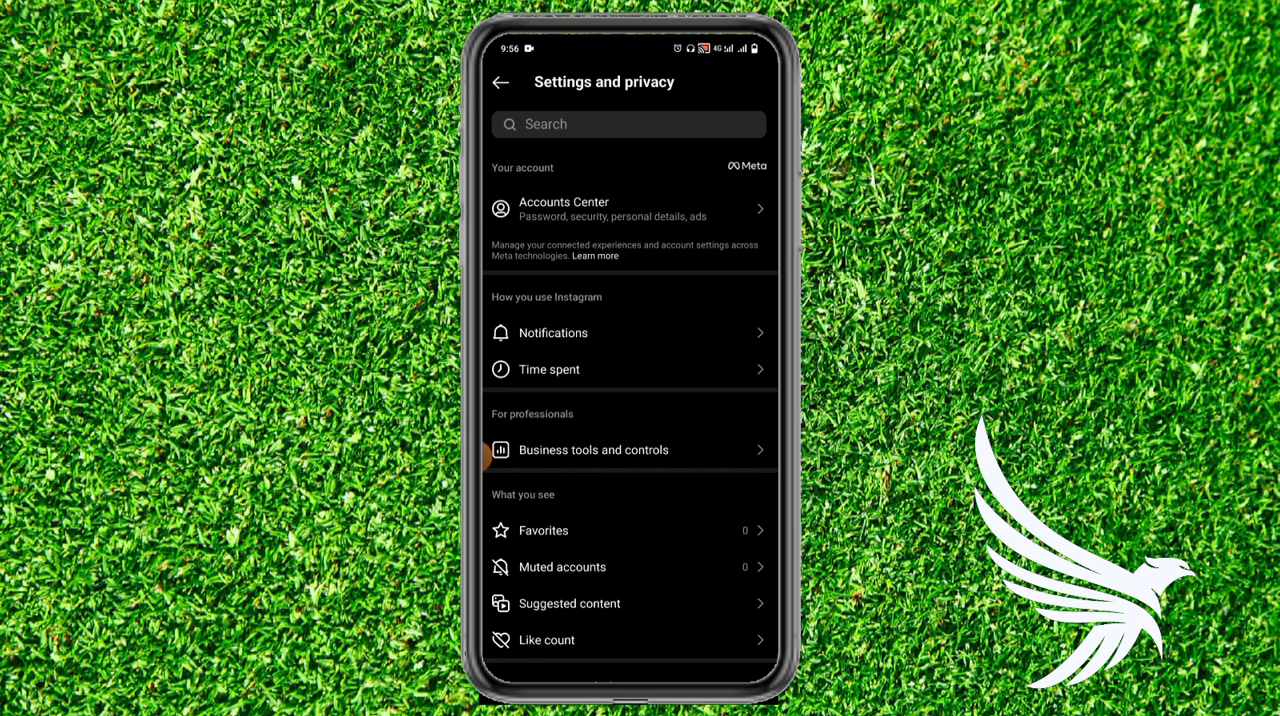 9:56
4G
Settings and privacy
Search
Your account
Meta
Accounts Center
Password, security, personal details, ads
Manage your connected experiences and account settings across
Meta technologies. Learn more
How you use Instagram
Notifications
Time spent
For professionals
Business tools and controls
What you see
Favorites 0
Muted accounts 0
Suggested content
Like count